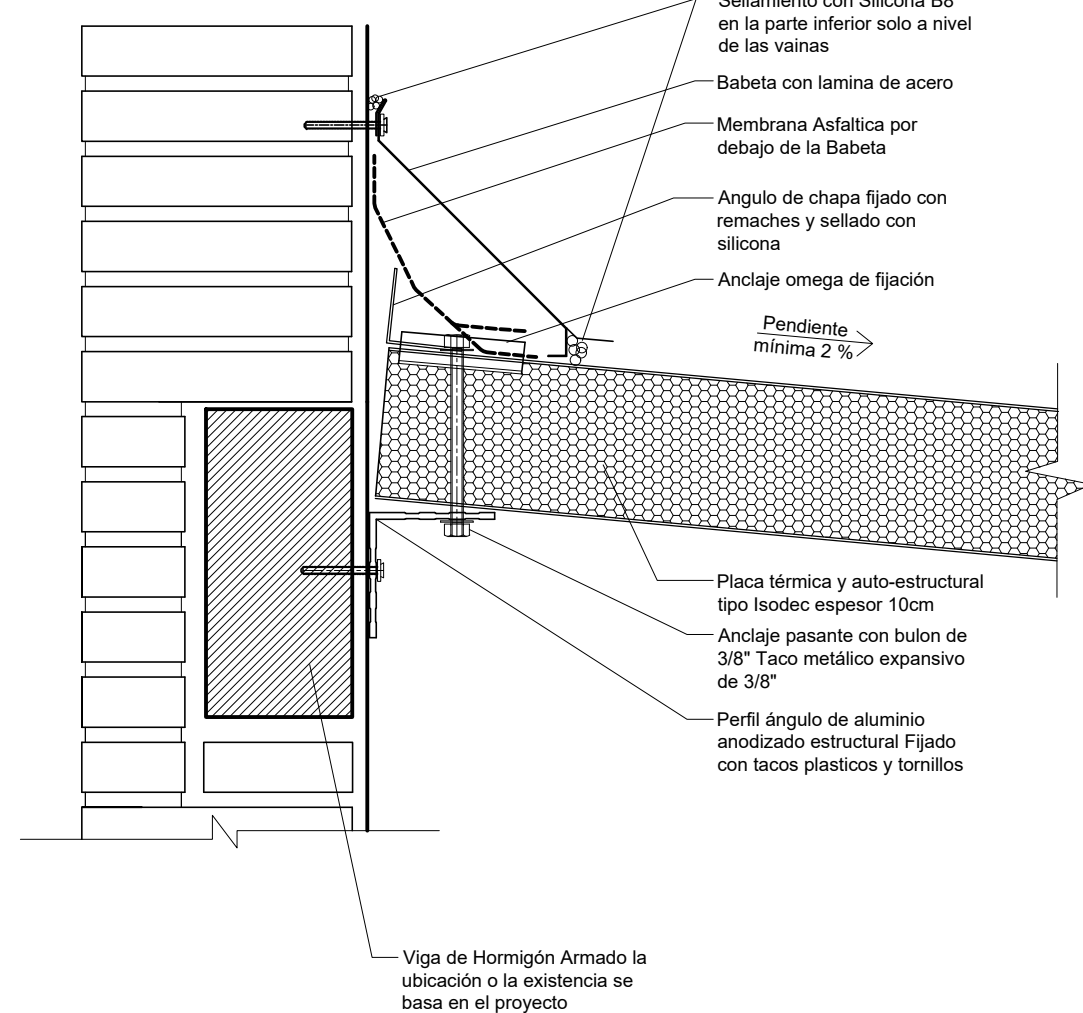 Sellamiento con Silicona B8
en la parte inferior solo a nivel
de las vainas
Babeta con lamina de acero
Membrana Asfaltica por
debajo de la Babeta
Angulo de chapa fijado con
remaches y sellado con
silicona
Anclaje omega de fijación
Pendiente
mínima 2 %
Placa térmica y auto-estructural
tipo Isodec espesor 10cm
Anclaje pasante con bulon de
3/8" Taco metálico expansivo
de 3/8"
Perfil ángulo de aluminio
anodizado estructural Fijado
con tacos plasticos y tornillos
Viga de Hormigón Armado la
ubicación o la existencia se
basa en el proyecto